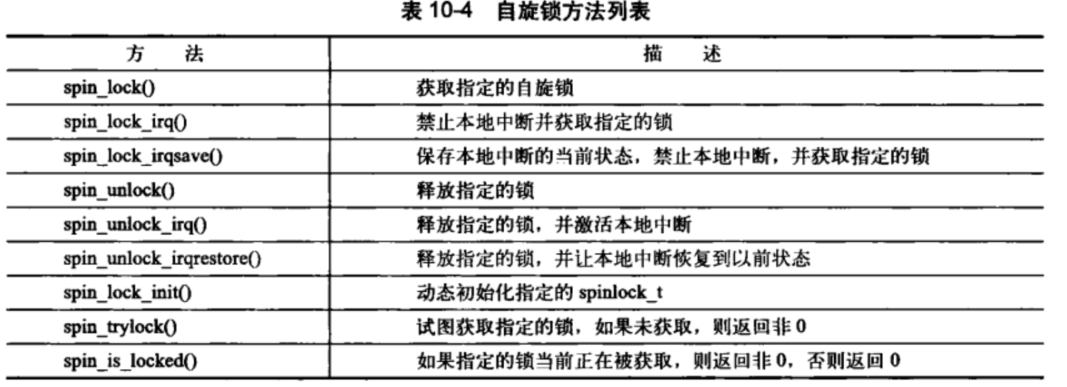 表 10-4 自旋锁方法列表
方 法 描 述
spin_lock() 获取指定的自旋锁
spin_lock_irq() 禁止本地中断并获取指定的锁
spin_lock_irqsave() 保存本地中断的当前状态，禁止本地中断，并获取指定的锁
spin_unlock() 释放指定的锁
spin_unlock_irq() 释放指定的锁，并激活本地中断
spin_unlock_irqrestore() 释放指定的锁，并让本地中断恢复到以前状态
spin_lock_init() 动态初始化指定的 spinlock_t
spin_trylock() 试图获取指定的锁，如果未获取，则返回非 0
spin_is_locked() 如果指定的锁当前正在被获取，则返回非 0，否则返回 0